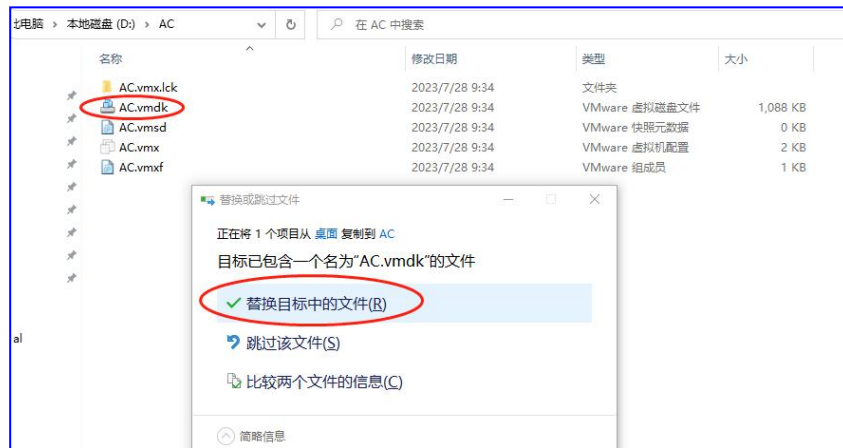 电脑 › 本地磁盘 (D:) › AC 在 AC 中搜索
名称 修改日期 类型 大小
AC.vmx.lck 2023/7/28 9:34 文件夹
AC.vmdk 2023/7/28 9:34 VMware 虚拟磁盘文件 1,088 KB
AC.vmsd 2023/7/28 9:34 VMware 快照元数据 0 KB
AC.vmx 2023/7/28 9:34 VMware 虚拟机配置 2 KB
AC.vmxf 2023/7/28 9:34 VMware 组成员 1 KB
替换或跳过文件
正在将 1 个项目从 桌面 复制到 AC
目标已包含一个名为“AC.vmdk”的文件
替换目标中的文件(R)
al
跳过该文件(S)
比较两个文件的信息(C)
简略信息